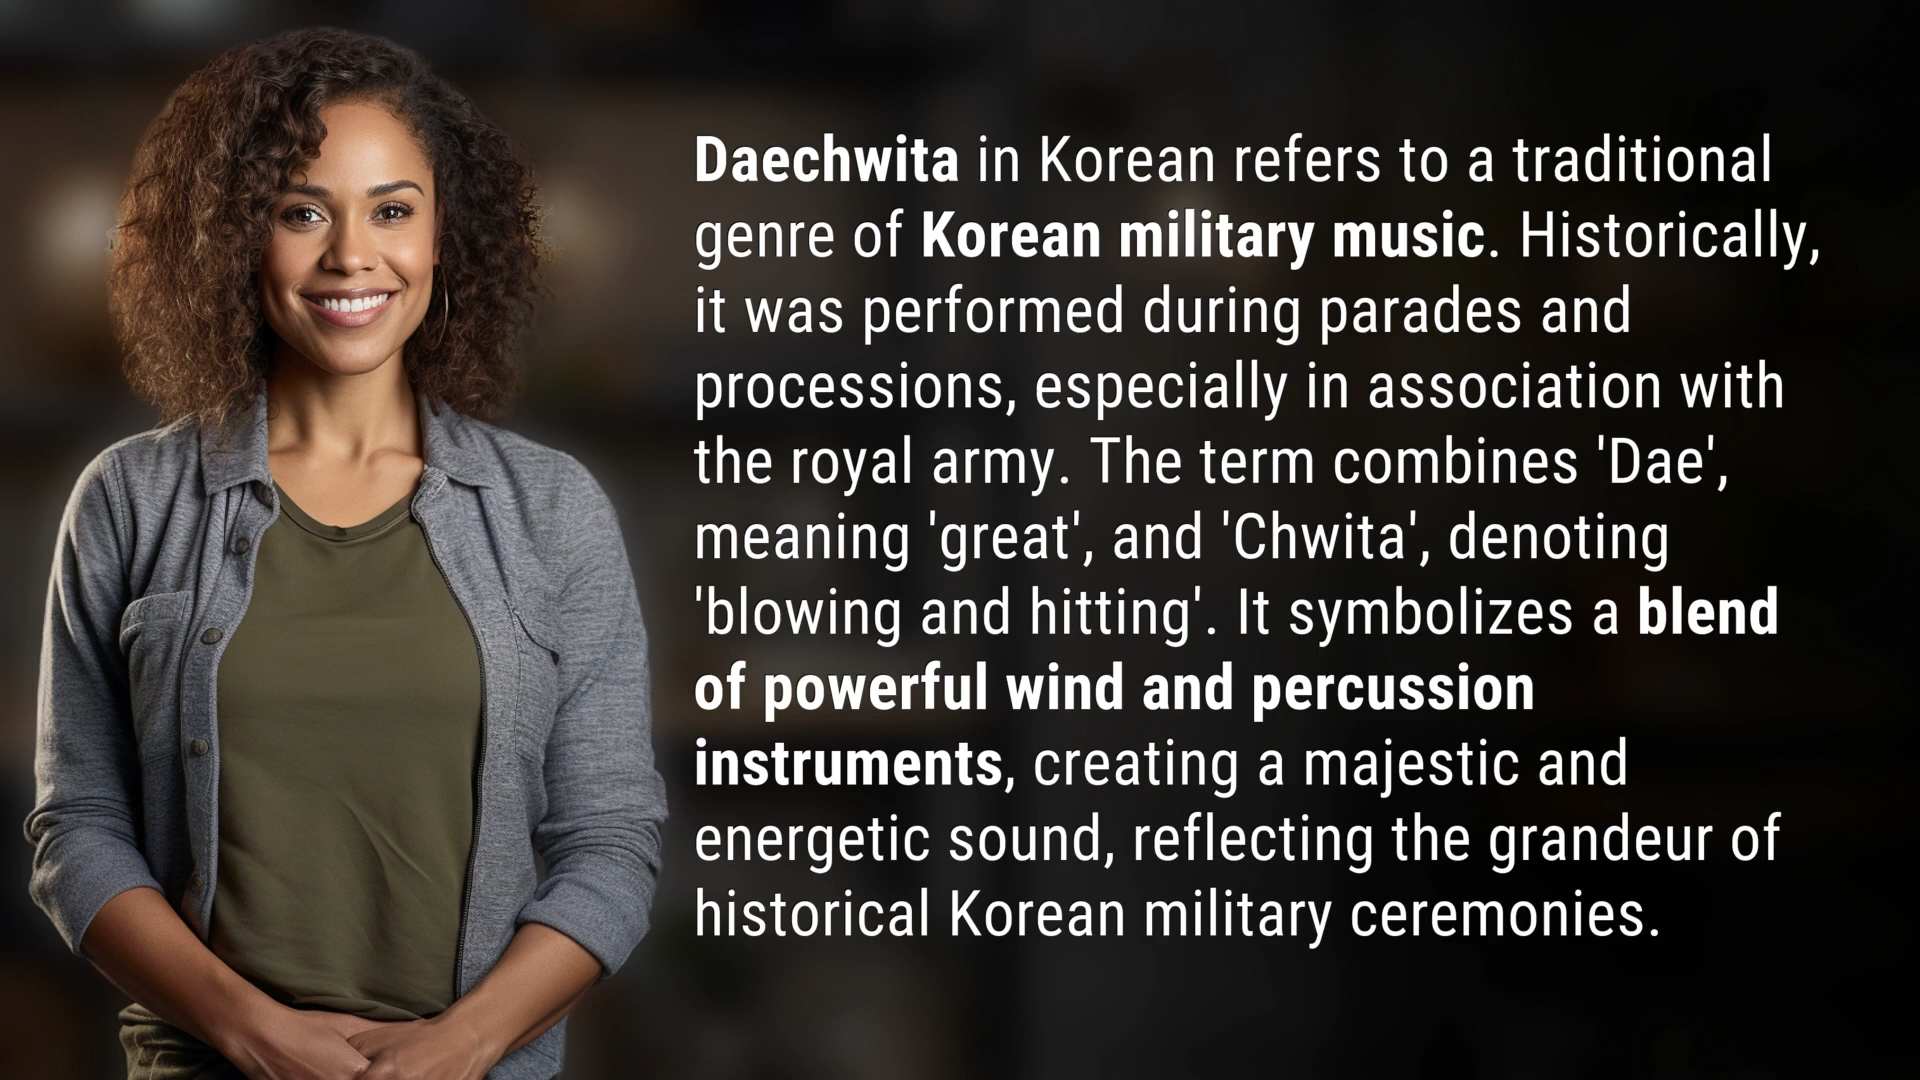 Daechwita in Korean refers to a traditional
genre of Korean military music. Historically,
it was performed during parades and
processions, especially in association with
the royal army. The term combines 'Dae',
meaning 'great', and 'Chwita', denoting
'blowing and hitting'. It symbolizes a blend
of powerful wind and percussion
instruments, creating a majestic and
energetic sound, reflecting the grandeur of
historical Korean military ceremonies.